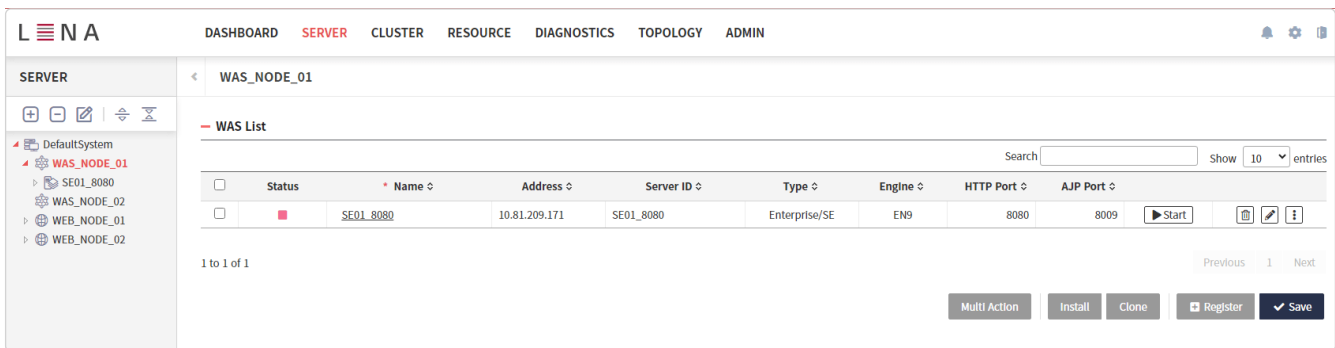 LENA
DASHBOARD SERVER CLUSTER RESOURCE DIAGNOSTICS TOPOLOGY ADMIN
SERVER
WAS_NODE_01
DefaultSystem
WAS_NODE_01
SE01_8080
WAS_NODE_02
WEB_NODE_01
WEB_NODE_02
WAS List
Search Show 10 entries
Status * Name Address Server ID Type Engine HTTP Port AJP Port
SE01_8080 10.81.209.171 SE01_8080 Enterprise/SE EN9 8080 8009 Start
1 to 1 of 1
Previous 1 Next
Multi Action Install Clone Register Save